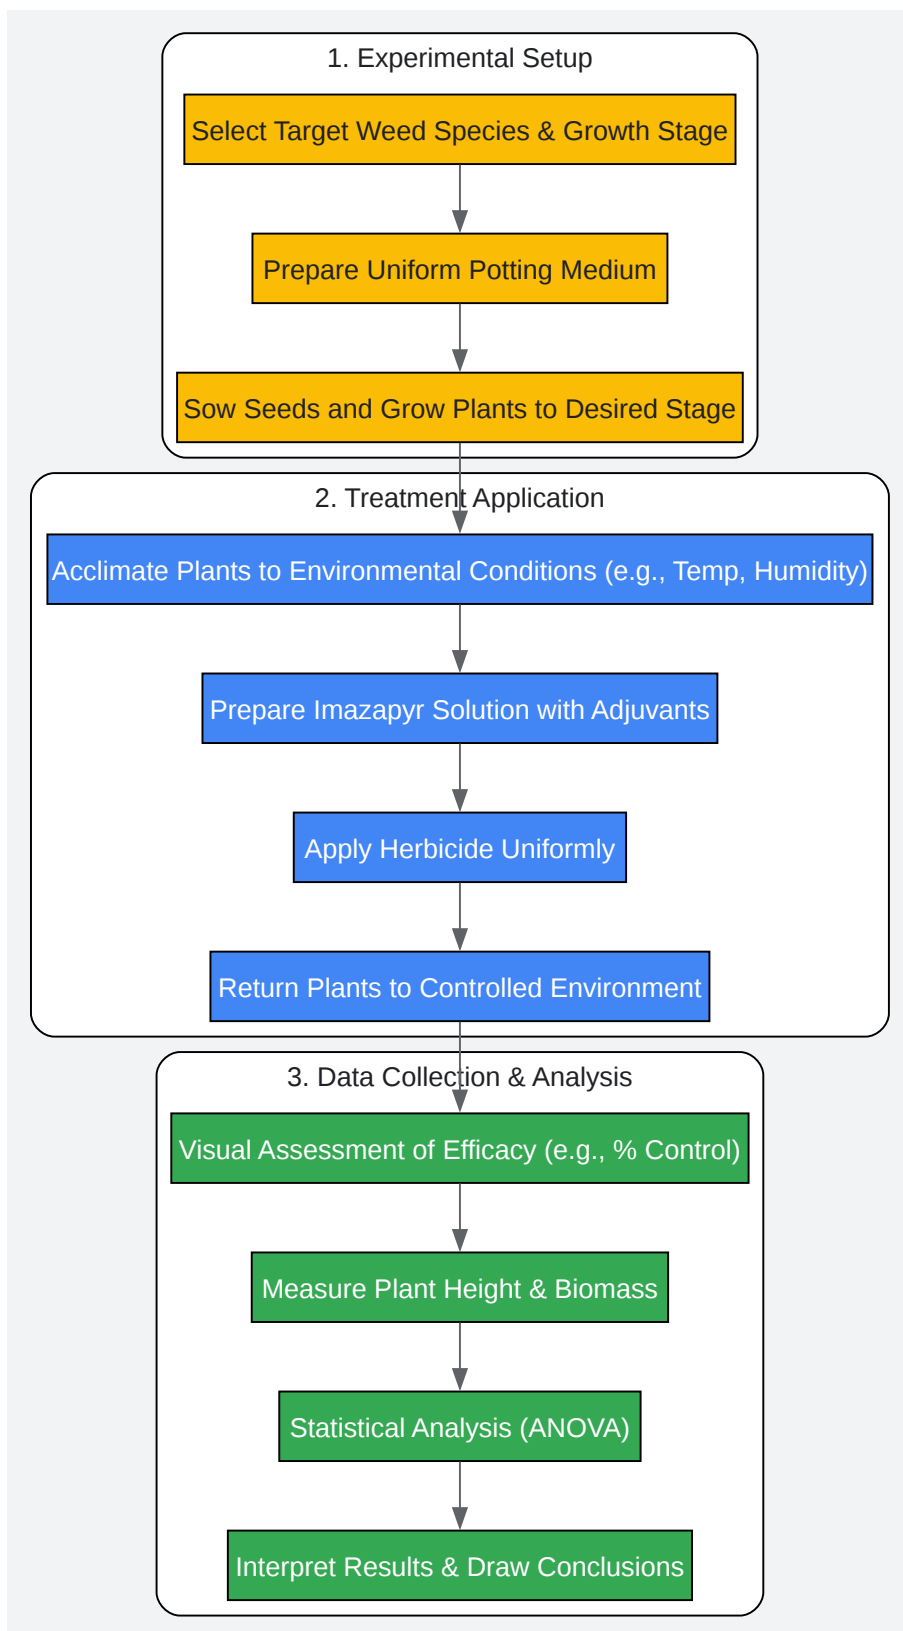 1. Experimental Setup
Select Target Weed Species & Growth Stage
Prepare Uniform Potting Medium
Sow Seeds and Grow Plants to Desired Stage
2. Treatment Application
Acclimate Plants to Environmental Conditions (e.g., Temp, Humidity)
Prepare Imazapyr Solution with Adjuvants
Apply Herbicide Uniformly
Return Plants to Controlled Environment
3. Data Collection & Analysis
Visual Assessment of Efficacy (e.g., % Control)
Measure Plant Height & Biomass
Statistical Analysis (ANOVA)
Interpret Results & Draw Conclusions